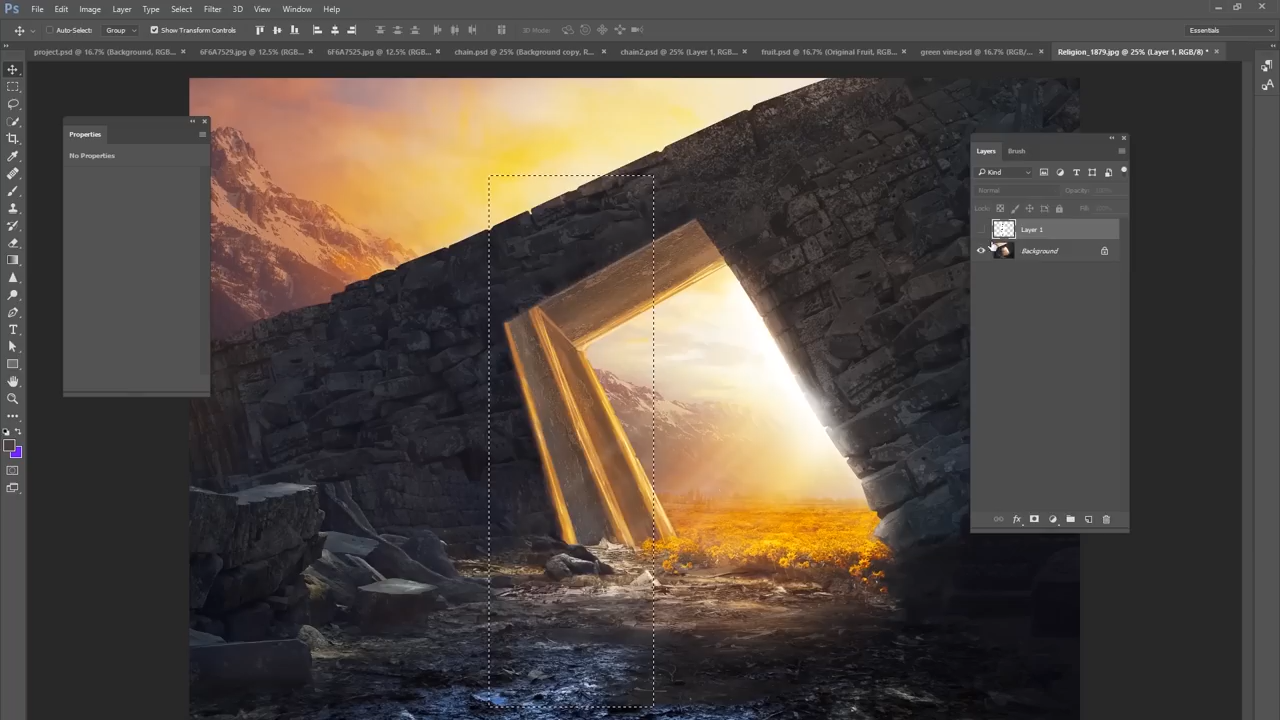 Ps File Edit Image Layer Type Select Filter 3D View Window Help
Auto-Select: Group Show Transform Controls 3D Mode: Essentials
project.psd @ 16.7% (Background, RGB... × 6F6A7529.jpg @ 12.5% (RGB... × 6F6A7525.jpg @ 12.5% (RGB... × chain.psd @ 25% (Background copy, R... × chain2.psd @ 25% (Layer 1, RGB... × fruit.psd @ 16.7% (Original Fruit, RGB... × green vine.psd @ 16.7% (RGB/... × Religion_1879.jpg @ 25% (Layer 1, RGB/8) * ×
Properties
No Properties
Layers Brush
Kind
Normal Opacity: 100%
Lock: Fill: 100%
Layer 1
Background
fx